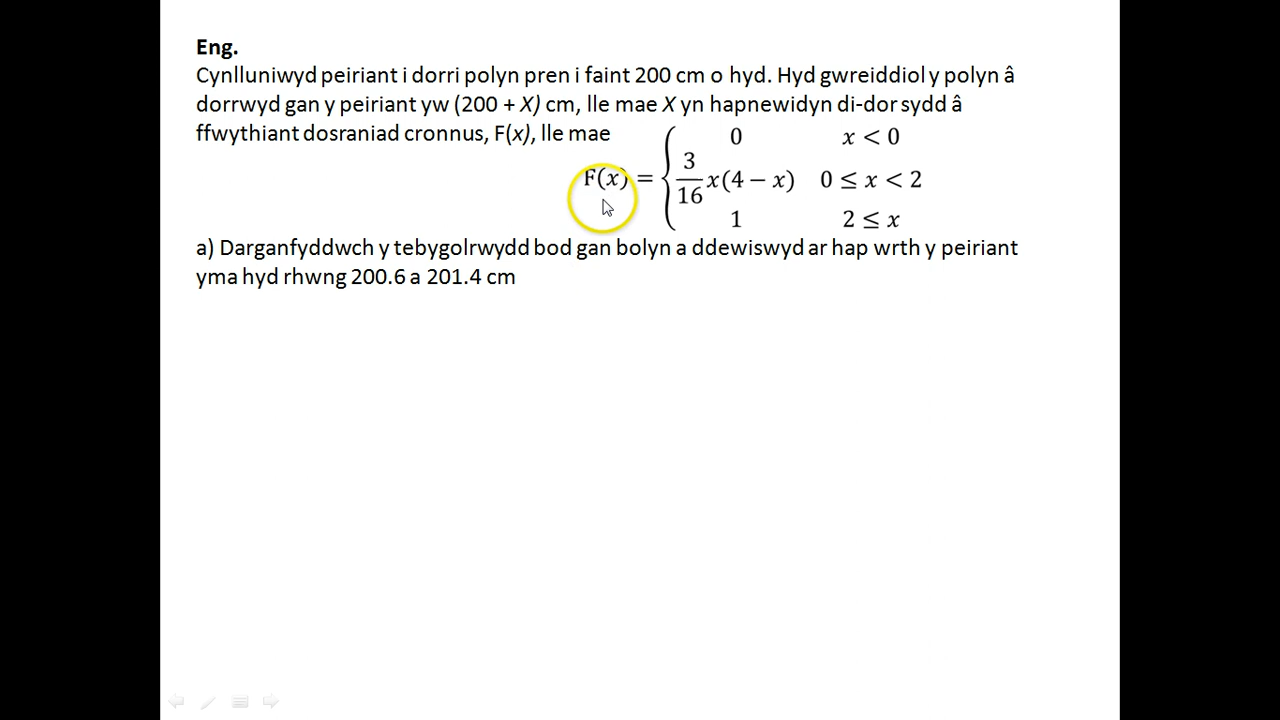 Eng.
Cynlluniwyd peiriant i dorri polyn pren i faint 200 cm o hyd. Hyd gwreiddiol y polyn â
dorrwyd gan y peiriant yw (200 + X) cm, lle mae X yn hapnewidyn di-dor sydd â
ffwythiant dosraniad cronnus, F(x), lle mae
0 x < 0
F(x) = { 3/16 x(4 − x) 0 ≤ x < 2
1 2 ≤ x
a) Darganfyddwch y tebygolrwydd bod gan bolyn a ddewiswyd ar hap wrth y peiriant
yma hyd rhwng 200.6 a 201.4 cm